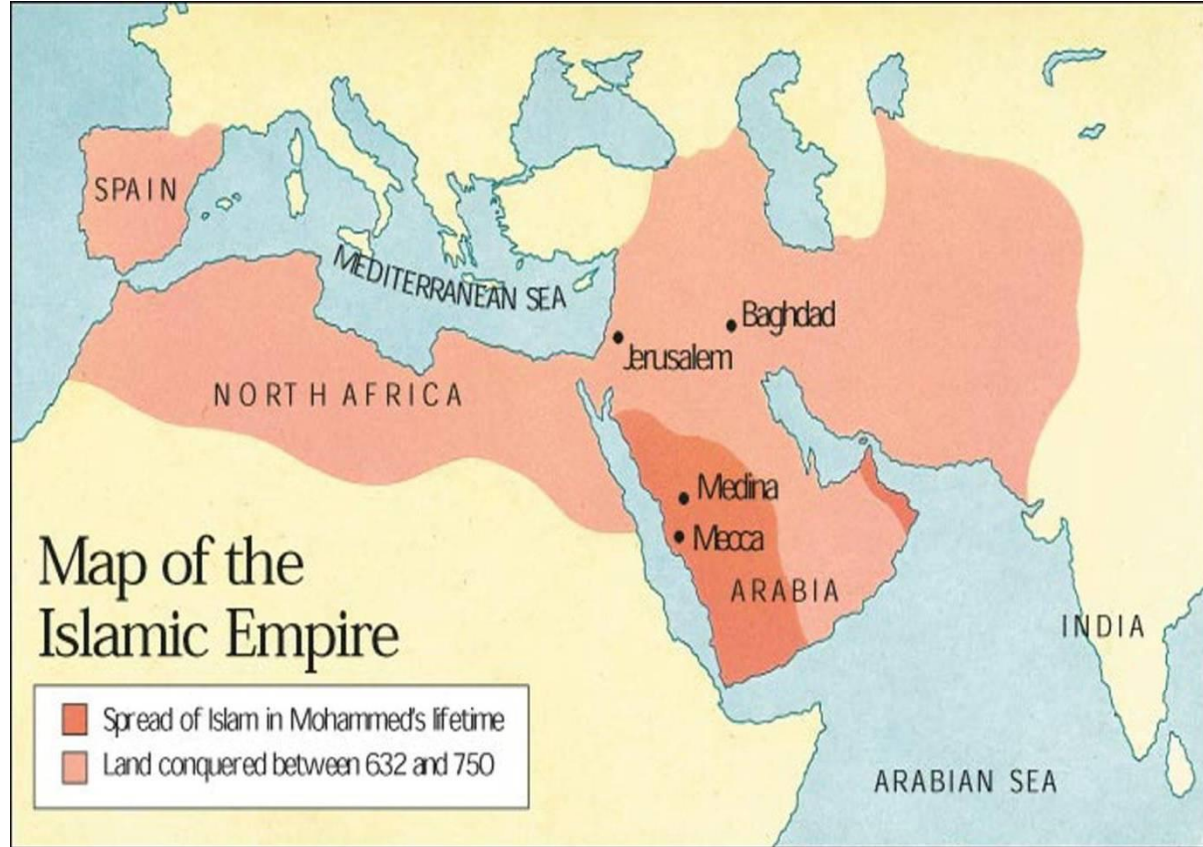 SPAIN
MEDITERRANEAN SEA
Baghdad
Jerusalem
NORTH AFRICA
Medina
Mecca
ARABIA
INDIA
ARABIAN SEA
Map of the
Islamic Empire
Spread of Islam in Mohammed's lifetime
Land conquered between 632 and 750